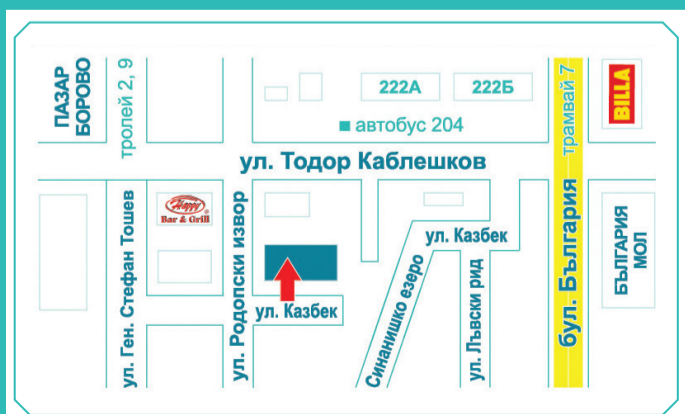 ПАЗАР
БОРОВО
тролей 2, 9
222А
222Б
автобус 204
трамвай 7
BILLA
ул. Тодор Каблешков
Happy
Bar & Grill
ул. Ген. Стефан Тошев
ул. Родопски извор
ул. Казбек
ул. Казбек
Синанишко езеро
ул. Лъвски рид
бул. България
БЪЛГАРИЯ
МОЛ